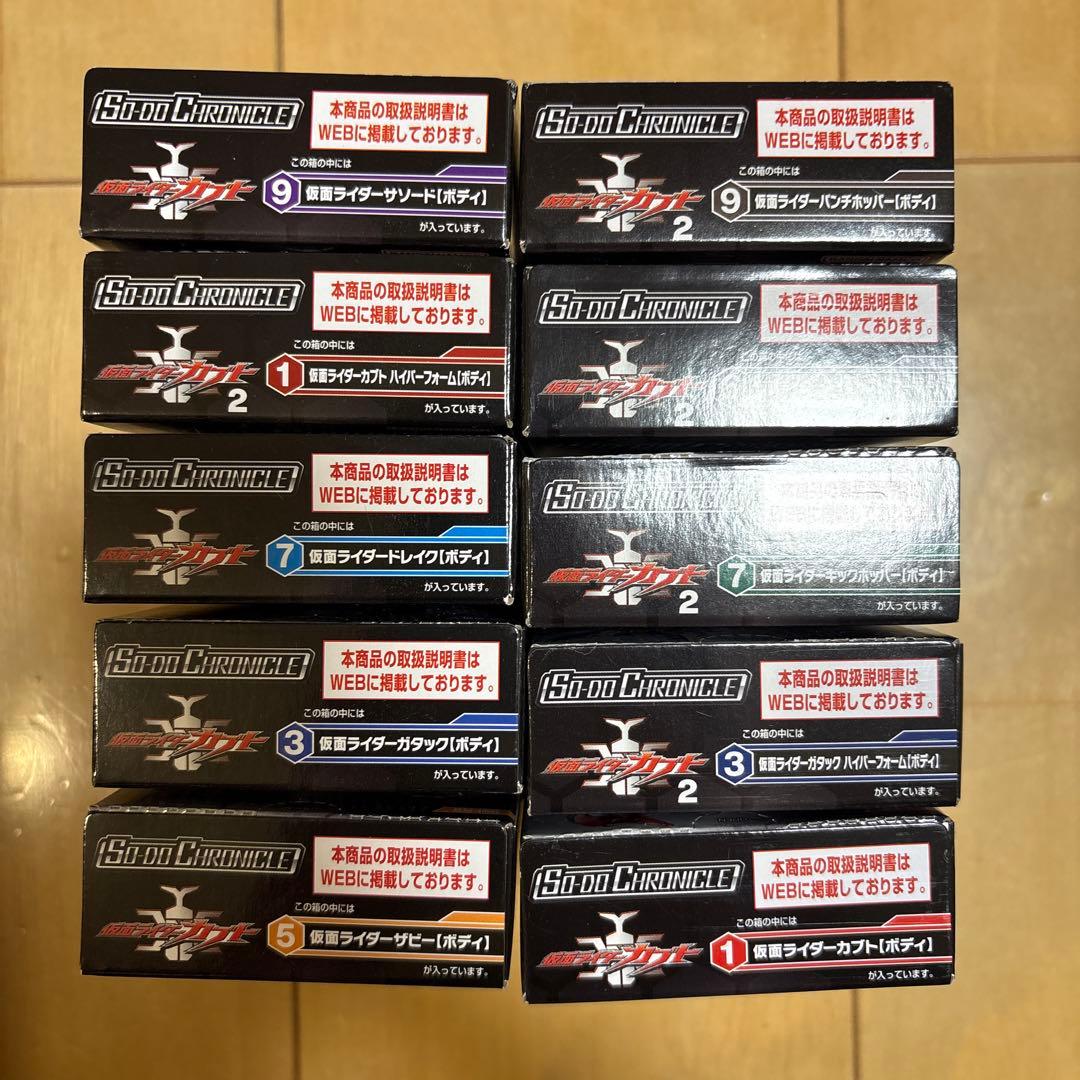 SO-DO CHRONICLE
本商品の取扱説明書は
WEBに掲載しております。
仮面ライダーカブト
この箱の中には
9 仮面ライダーサソード【ボディ】
が入っています。
SO-DO CHRONICLE
本商品の取扱説明書は
WEBに掲載しております。
仮面ライダーカブト
2
この箱の中には
9 仮面ライダーパンチホッパー【ボディ】
が入っています。
SO-DO CHRONICLE
本商品の取扱説明書は
WEBに掲載しております。
仮面ライダーカブト
2
この箱の中には
1 仮面ライダーカブト ハイパーフォーム【ボディ】
が入っています。
SO-DO CHRONICLE
本商品の取扱説明書は
WEBに掲載しております。
仮面ライダーカブト
2
SO-DO CHRONICLE
本商品の取扱説明書は
WEBに掲載しております。
仮面ライダーカブト
この箱の中には
7 仮面ライダードレイク【ボディ】
が入っています。
SO-DO CHRONICLE
仮面ライダーカブト
2
7 仮面ライダーキックホッパー【ボディ】
が入っています。
SO-DO CHRONICLE
本商品の取扱説明書は
WEBに掲載しております。
仮面ライダーカブト
この箱の中には
3 仮面ライダーガタック【ボディ】
が入っています。
SO-DO CHRONICLE
本商品の取扱説明書は
WEBに掲載しております。
仮面ライダーカブト
2
この箱の中には
3 仮面ライダーガタック ハイパーフォーム【ボディ】
が入っています。
SO-DO CHRONICLE
本商品の取扱説明書は
WEBに掲載しております。
仮面ライダーカブト
この箱の中には
5 仮面ライダーザビー【ボディ】
が入っています。
SO-DO CHRONICLE
本商品の取扱説明書は
WEBに掲載しております。
仮面ライダーカブト
この箱の中には
1 仮面ライダーカブト【ボディ】
が入っています。